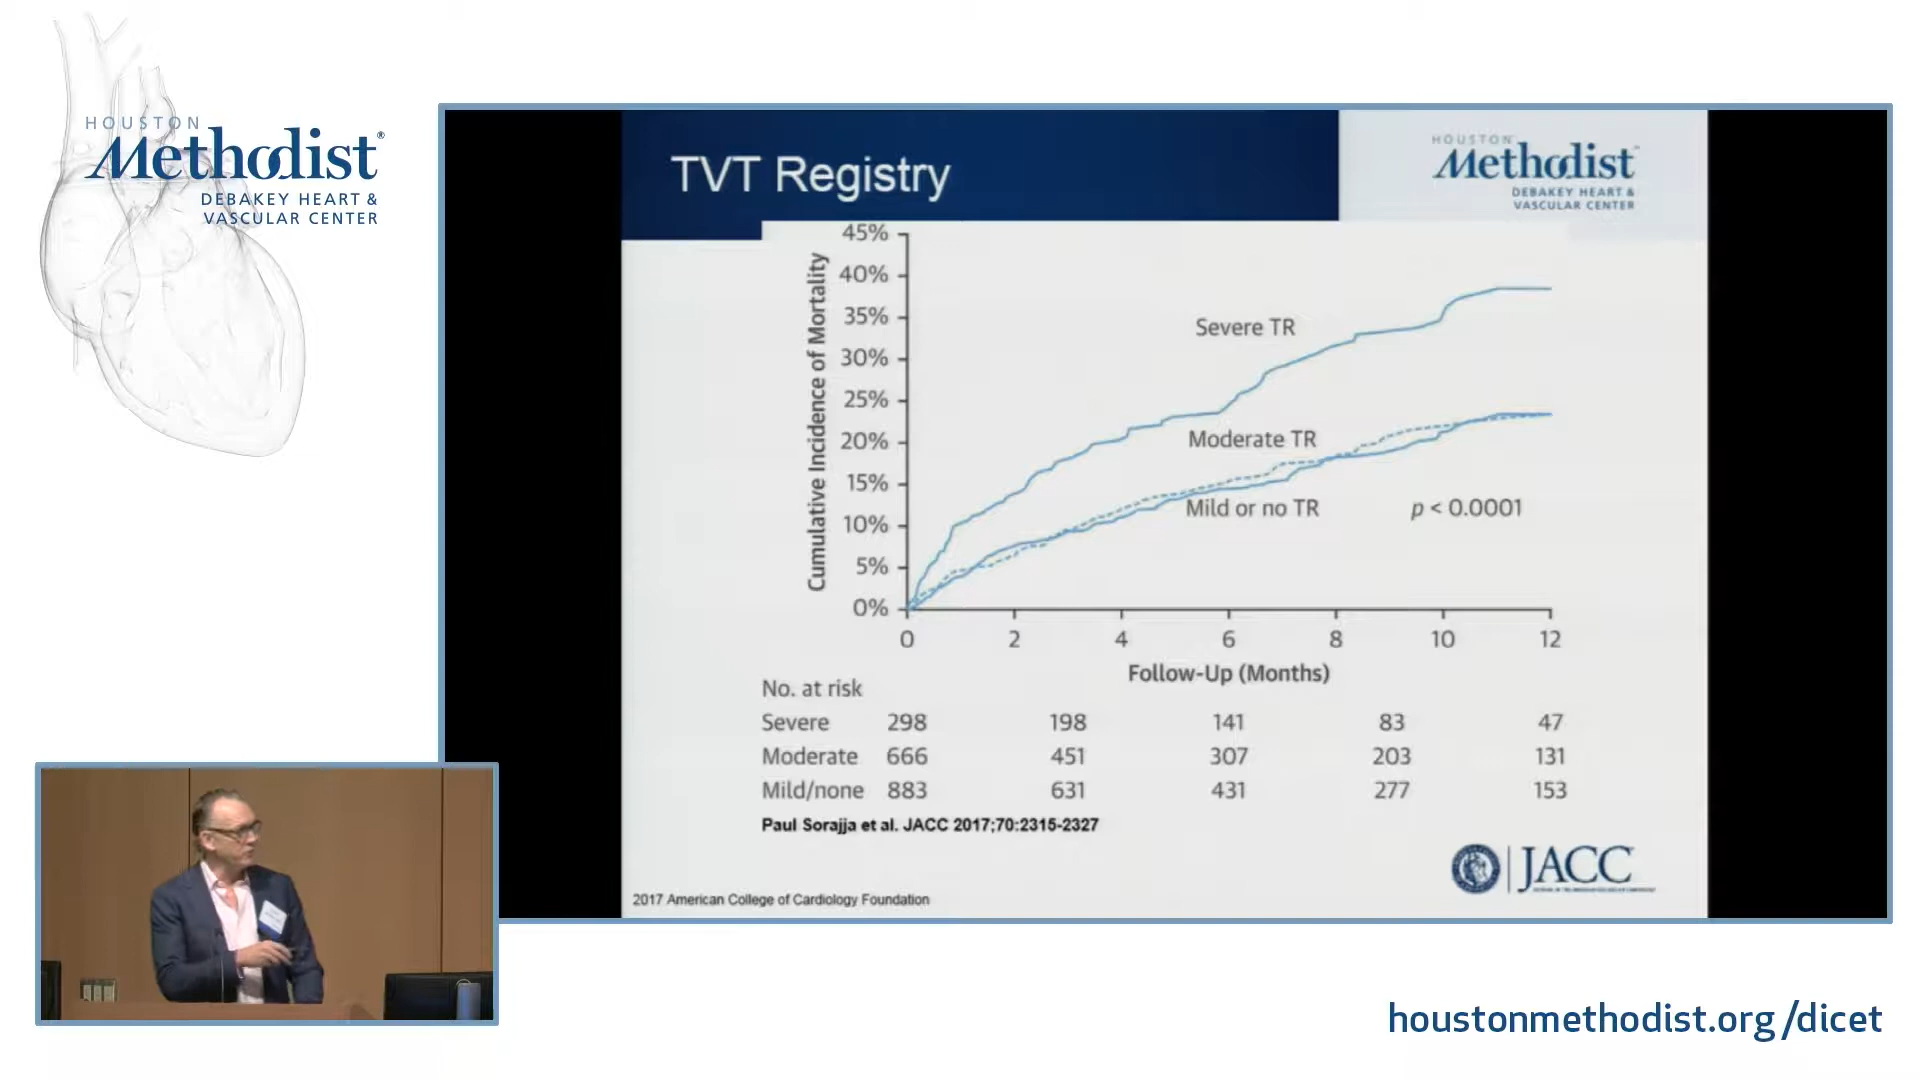 HOUSTON
Methodist®
DEBAKEY HEART &
VASCULAR CENTER
TVT Registry
HOUSTON
Methodist
DEBAKEY HEART &
VASCULAR CENTER
Cumulative Incidence of Mortality
45%
40%
35%
30%
25%
20%
15%
10%
5%
0%
Severe TR
Moderate TR
Mild or no TR
p < 0.0001
0 2 4 6 8 10 12
Follow-Up (Months)
No. at risk
Severe 298 198 141 83 47
Moderate 666 451 307 203 131
Mild/none 883 631 431 277 153
Paul Sorajja et al. JACC 2017;70:2315-2327
JACC
2017 American College of Cardiology Foundation
houstonmethodist.org/dicet